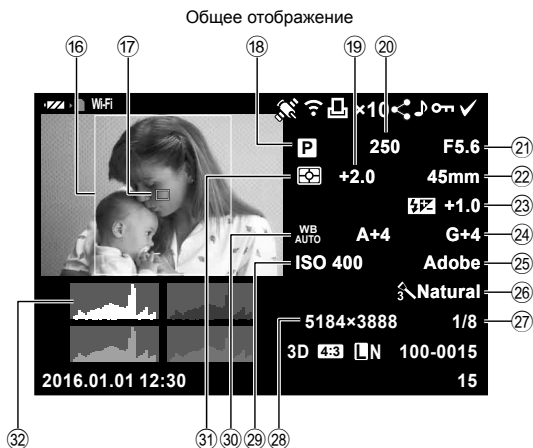 Общее отображение
16 17 18 19 20
Wi-Fi ×10
P 250 F5.6 21
+2.0 45mm 22
+1.0 23
WB AUTO A+4 G+4 24
ISO 400 Adobe 25
3 Natural 26
5184×3888 1/8 27
3D 4:3 L N 100-0015
2016.01.01 12:30 15
32 31 30 29 28